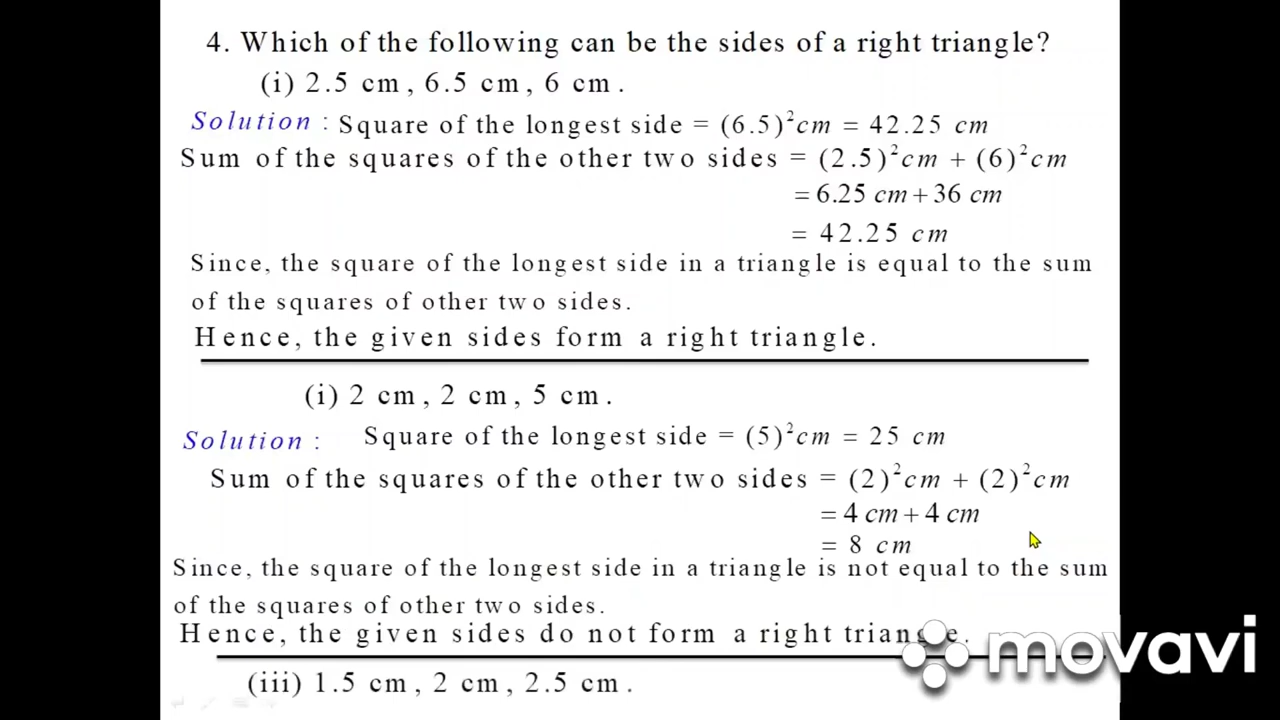 4. Which of the following can be the sides of a right triangle?
(i) 2.5 cm, 6.5 cm, 6 cm.
Solution : Square of the longest side = (6.5)²cm = 42.25 cm
Sum of the squares of the other two sides = (2.5)²cm + (6)²cm
= 6.25 cm + 36 cm
= 42.25 cm
Since, the square of the longest side in a triangle is equal to the sum
of the squares of other two sides.
Hence, the given sides form a right triangle.
(i) 2 cm, 2 cm, 5 cm.
Solution : Square of the longest side = (5)²cm = 25 cm
Sum of the squares of the other two sides = (2)²cm + (2)²cm
= 4 cm + 4 cm
= 8 cm
Since, the square of the longest side in a triangle is not equal to the sum
of the squares of other two sides.
Hence, the given sides do not form a right triangle.
movavi
(iii) 1.5 cm, 2 cm, 2.5 cm.